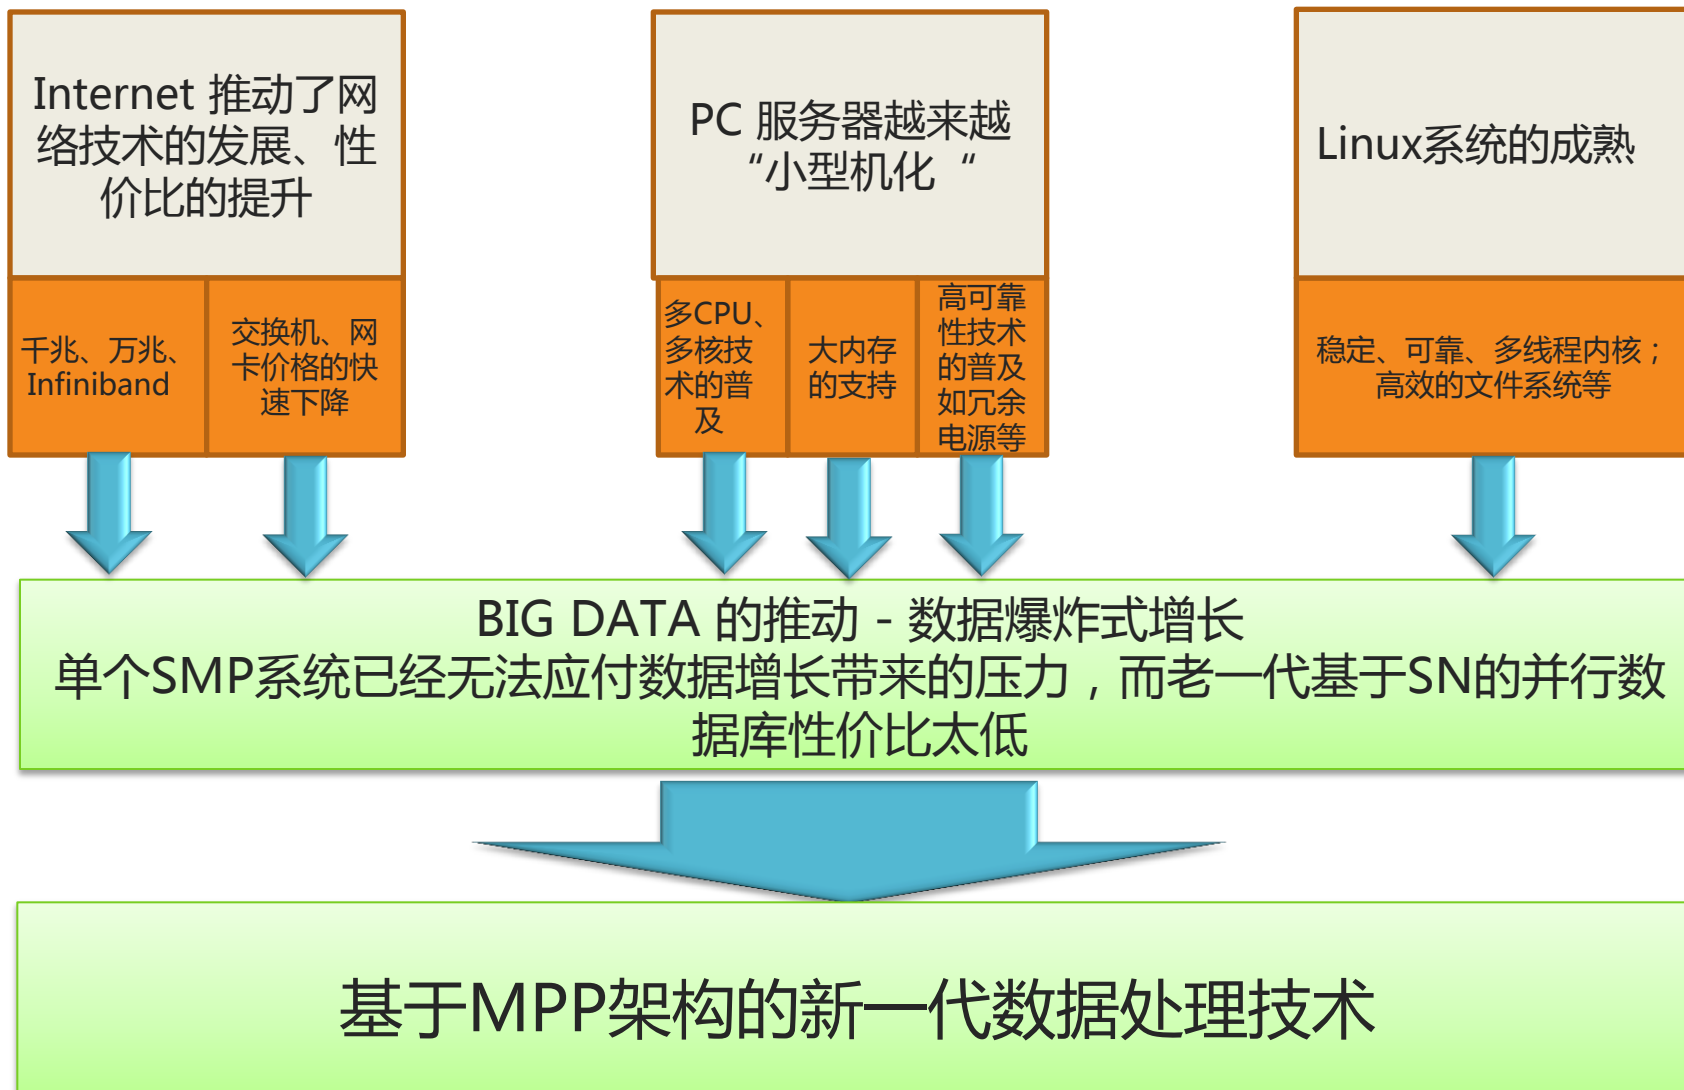 Internet 推动了网
络技术的发展、性
价比的提升
千兆、万兆、
Infiniband
交换机、网
卡价格的快
速下降
PC 服务器越来越
“小型机化“
多CPU、
多核技
术的普
及
大内存
的支持
高可靠
性技术
的普及
如冗余
电源等
Linux系统的成熟
稳定、可靠、多线程内核；
高效的文件系统等
BIG DATA 的推动 - 数据爆炸式增长
单个SMP系统已经无法应付数据增长带来的压力，而老一代基于SN的并行数
据库性价比太低
基于MPP架构的新一代数据处理技术